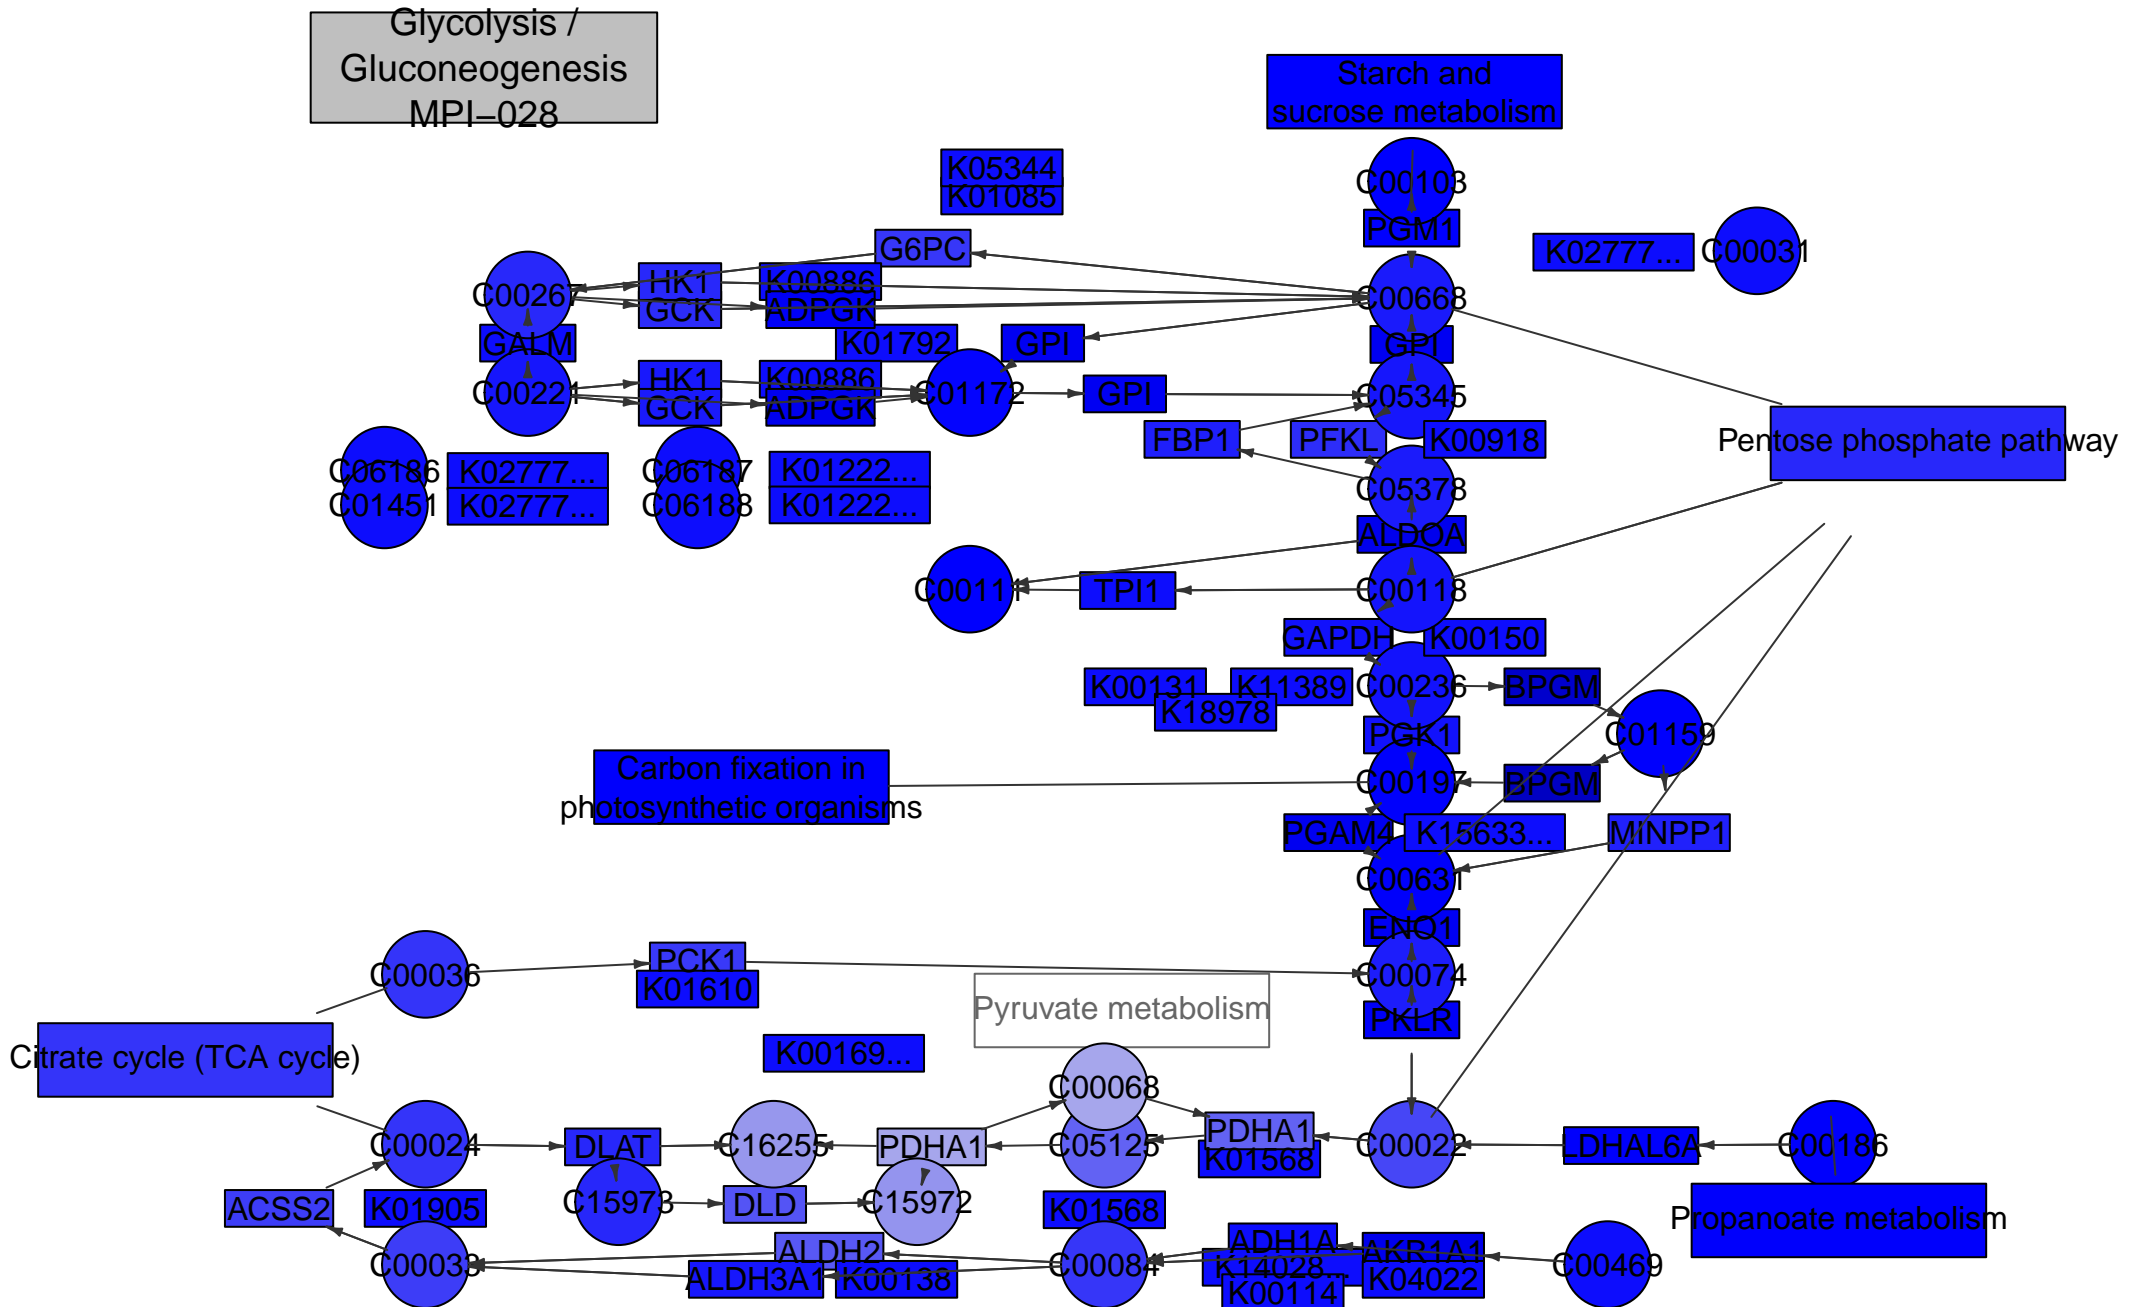 Glycolysis /
Gluconeogenesis
MPI−028
Starch and
sucrose metabolism
K05344
K01085
C00103
PGM1
G6PC
K02777...
C00031
C00267
HK1
K00886
GCK
ADPGK
C00668
GALM
K01792
GPI
GPI
C00221
HK1
K00886
GCK
ADPGK
C01172
GPI
C05345
FBP1
PFKL
K00918
Pentose phosphate pathway
C06186
K02777...
C06187
K01222...
C01451
K02777...
C06188
K01222...
C05378
ALDOA
C00111
TPI1
C00118
GAPDH
K00150
K00131
K11389
K18978
C00236
BPGM
PGK1
C01159
Carbon fixation in
photosynthetic organisms
C00197
BPGM
PGAM4
K15633...
MINPP1
C00631
ENO1
C00036
PCK1
K01610
C00074
Pyruvate metabolism
PKLR
Citrate cycle (TCA cycle)
K00169...
C00068
C00024
DLAT
C16255
PDHA1
C05125
PDHA1
K01568
C00022
LDHAL6A
C00186
ACSS2
K01905
C15973
DLD
C15972
K01568
Propanoate metabolism
C00033
ALDH2
ALDH3A1
K00138
C00084
ADH1A
K14028...
K00114
AKR1A1
K04022
C00469